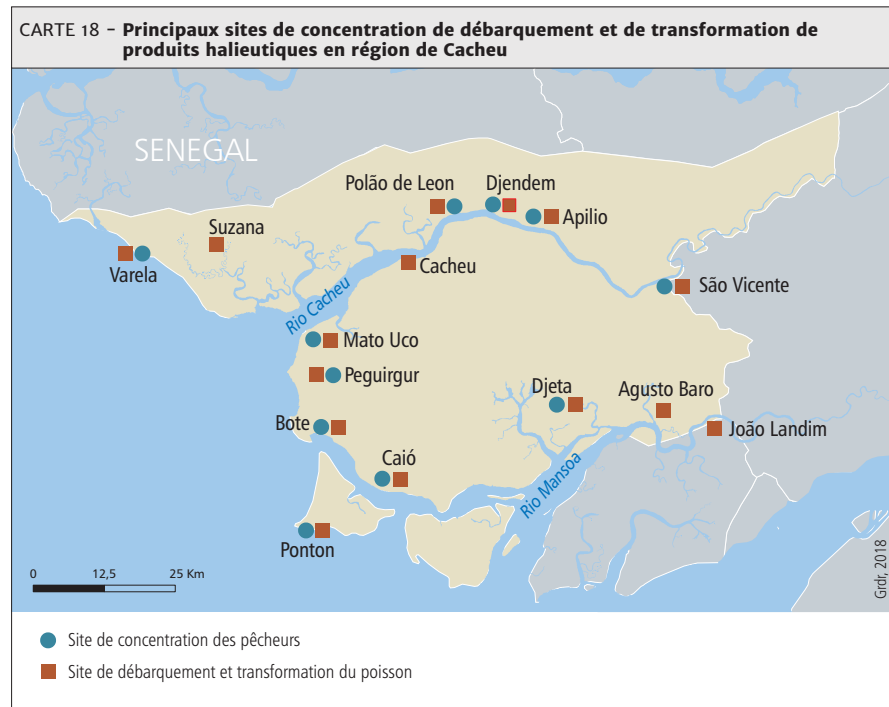 CARTE 18 – Principaux sites de concentration de débarquement et de transformation de
produits halieutiques en région de Cacheu
SENEGAL
Polão de Leon
Djendem
Apilio
Suzana
Varela
Cacheu
São Vicente
Rio Cacheu
Mato Uco
Peguirgur
Djeta
Agusto Baro
João Landim
Bote
Caió
Rio Mansoa
Ponton
0 12,5 25 Km
Grdr, 2018
Site de concentration des pêcheurs
Site de débarquement et transformation du poisson